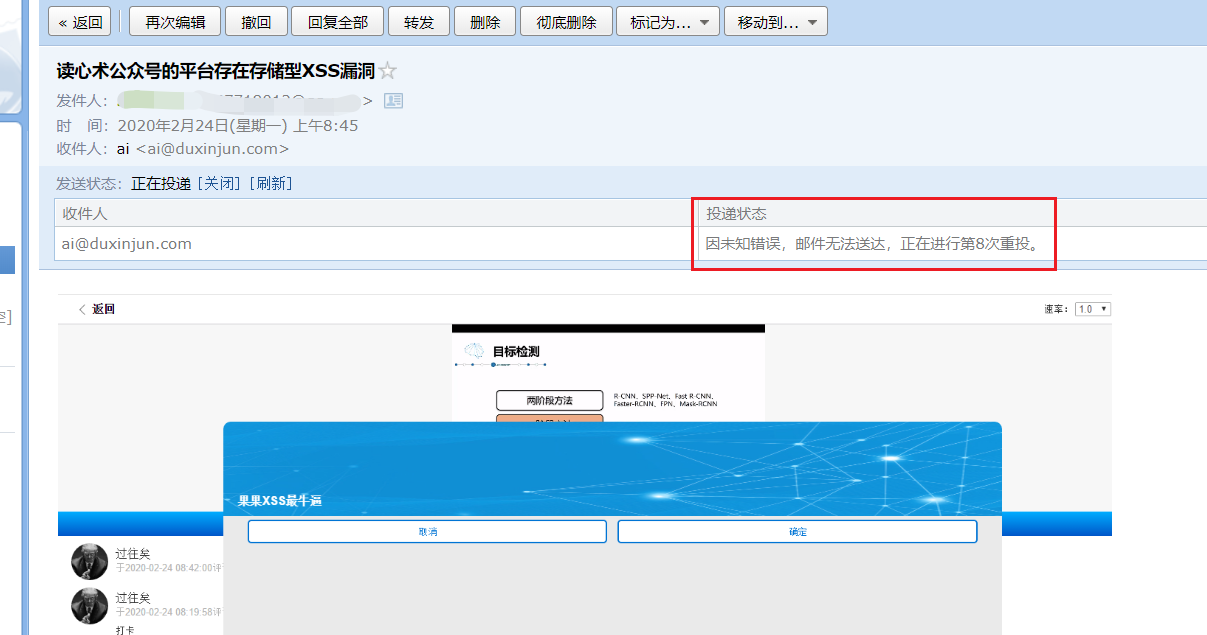 « 返回 再次编辑 撤回 回复全部 转发 删除 彻底删除 标记为... 移动到...
读心术公众号的平台存在存储型XSS漏洞
发件人： >
时 间：2020年2月24日(星期一) 上午8:45
收件人：ai <ai@duxinjun.com>
发送状态：正在投递 [关闭] [刷新]
收件人 投递状态
ai@duxinjun.com 因未知错误，邮件无法送达，正在进行第8次重投。
返回 速率： 1.0
目标检测
两阶段方法 R-CNN、SPP-Net、Fast R-CNN、
Faster-RCNN、FPN、Mask-RCNN
果果XSS最牛逼
取消 确定
过往矣
于2020-02-24 08:42:00评
过往矣
于2020-02-24 08:19:58评
打卡